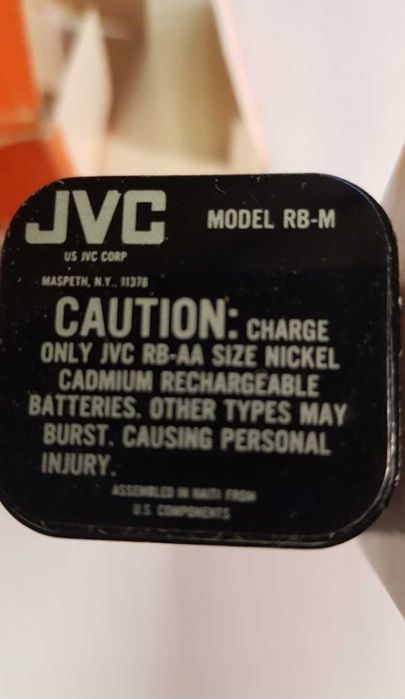 JVC
MODEL RB-M
US JVC CORP
MASPETH, N.Y., 11378
CAUTION: CHARGE
ONLY JVC RB-AA SIZE NICKEL
CADMIUM RECHARGEABLE
BATTERIES. OTHER TYPES MAY
BURST. CAUSING PERSONAL
INJURY.
ASSEMBLED IN HAITI FROM
U.S. COMPONENTS